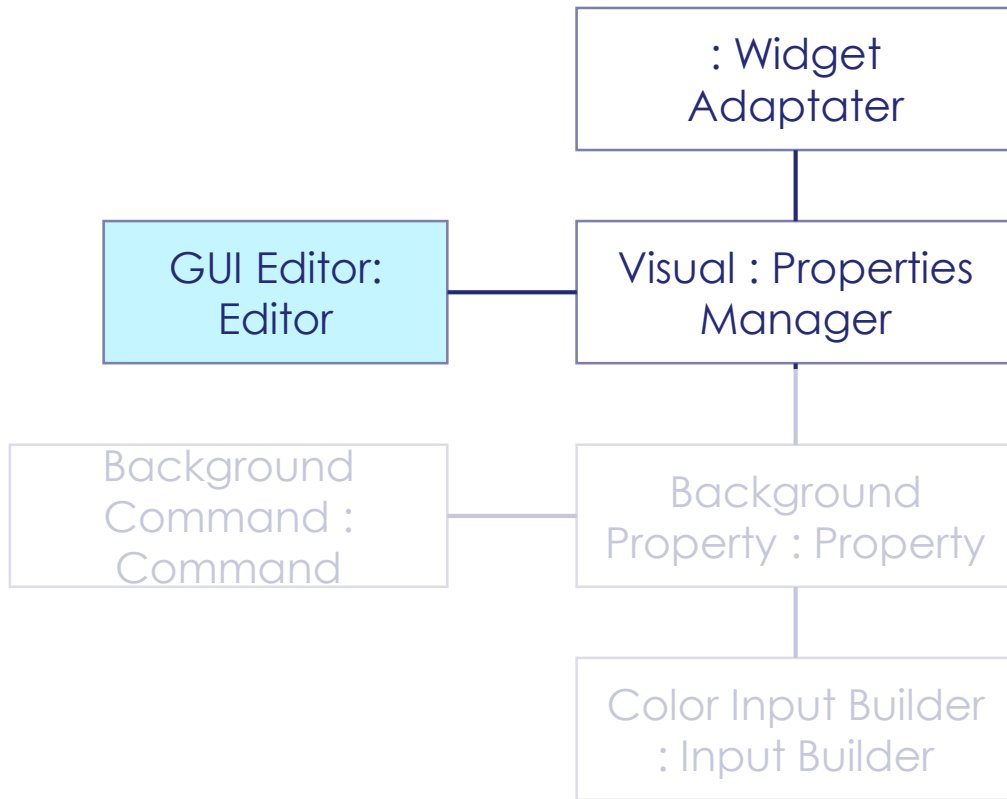 : Widget
Adaptater
GUI Editor:
Editor
Visual : Properties
Manager
Background
Command :
Command
Background
Property : Property
Color Input Builder
: Input Builder